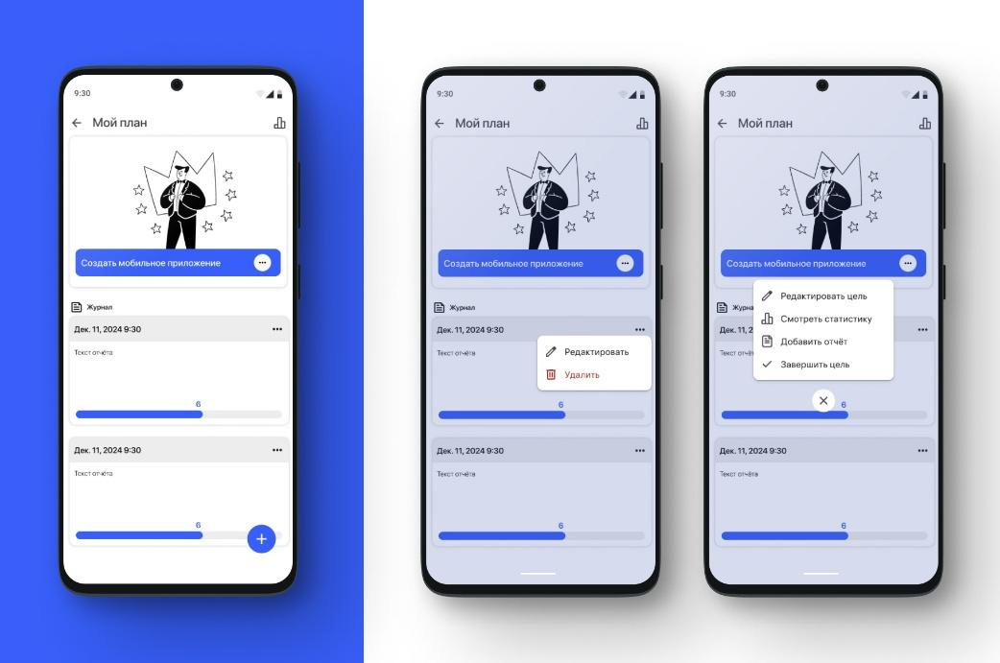 9:30
Мой план
Создать мобильное приложение
Журнал
Дек. 11, 2024 9:30
Текст отчёта
6
Дек. 11, 2024 9:30
Текст отчёта
6
9:30
Мой план
Создать мобильное приложение
Журнал
Дек. 11, 2024 9:30
Текст отчёта
Редактировать
Удалить
6
Дек. 11, 2024 9:30
Текст отчёта
6
9:30
Мой план
Создать мобильное приложение
Редактировать цель
Журна
Смотреть статистику
Дек. 11, 2
Добавить отчёт
Текст отчёт
Завершить цель
6
Дек. 11, 2024 9:30
Текст отчёта
6